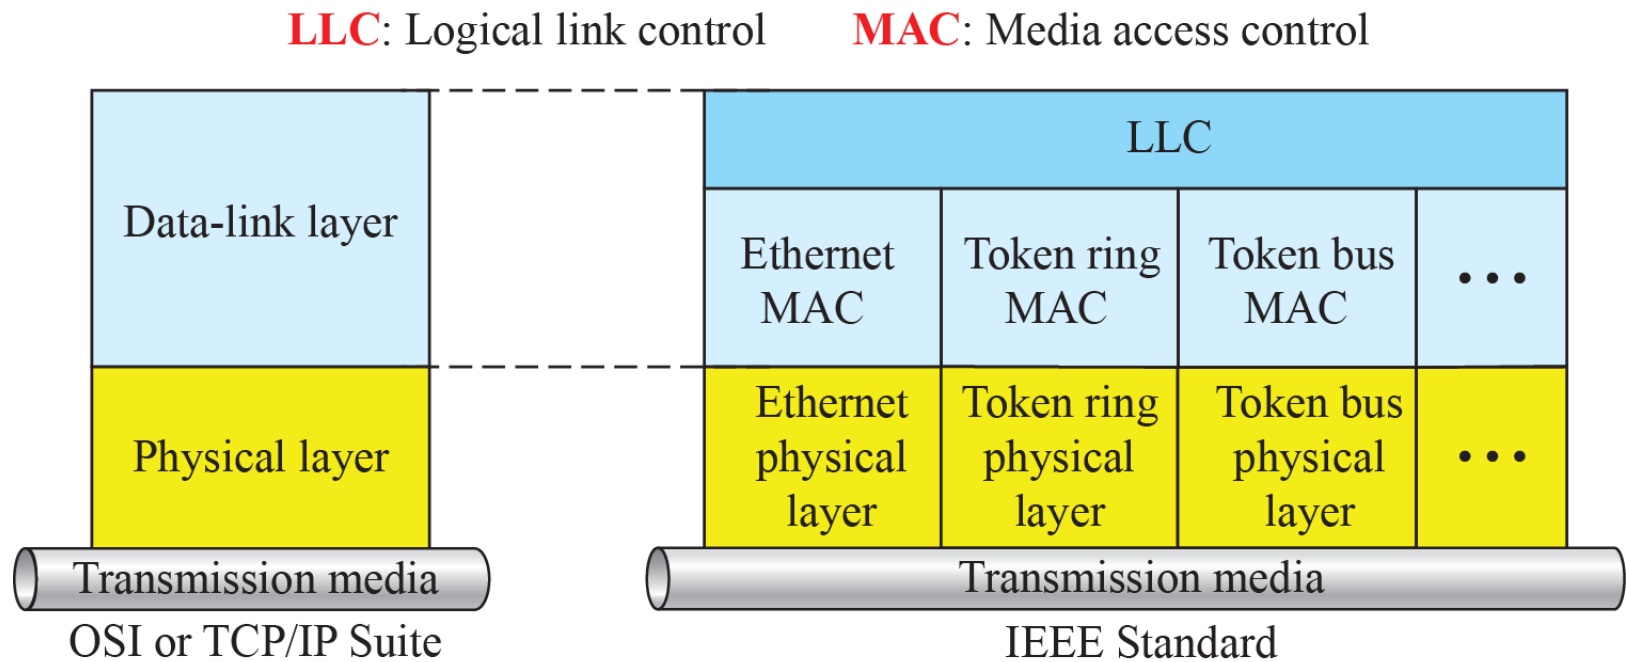 LLC: Logical link control MAC: Media access control
Data-link layer
Physical layer
Transmission media
OSI or TCP/IP Suite
LLC
Ethernet
MAC
Token ring
MAC
Token bus
MAC
...
Ethernet
physical
layer
Token ring
physical
layer
Token bus
physical
layer
...
Transmission media
IEEE Standard